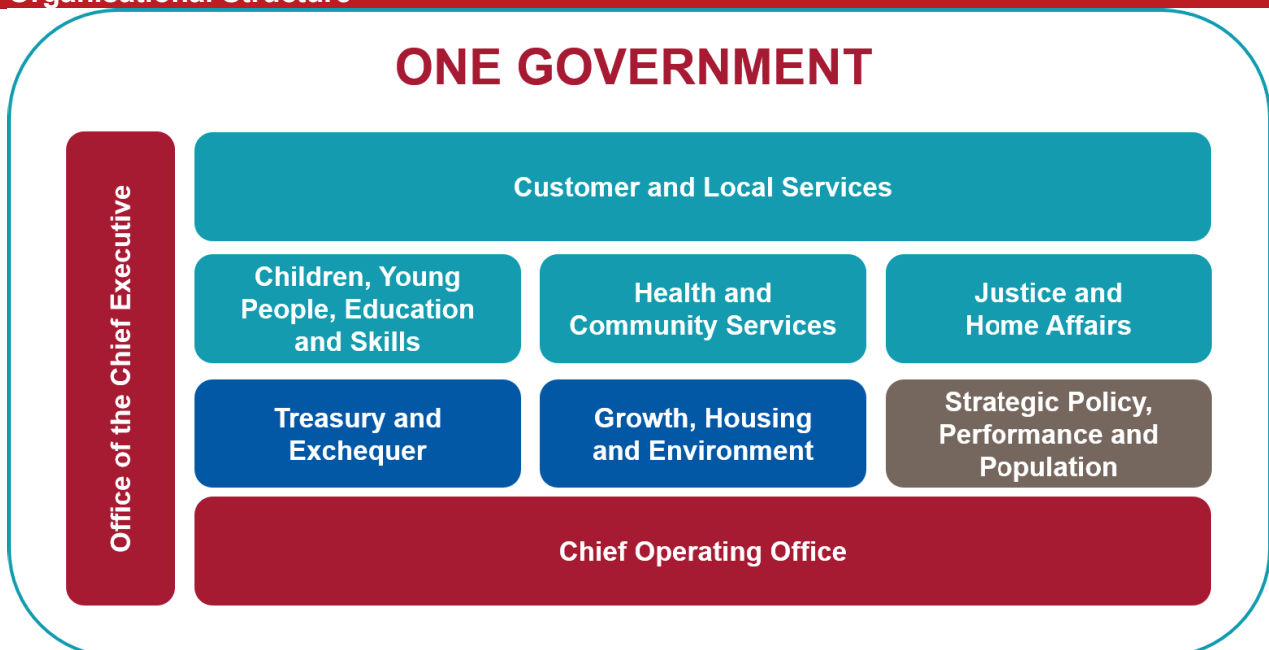 Organisational Structure
ONE GOVERNMENT
Office of the Chief Executive
Customer and Local Services
Children, Young
People, Education
and Skills
Health and
Community Services
Justice and
Home Affairs
Treasury and
Exchequer
Growth, Housing
and Environment
Strategic Policy,
Performance and
Population
Chief Operating Office